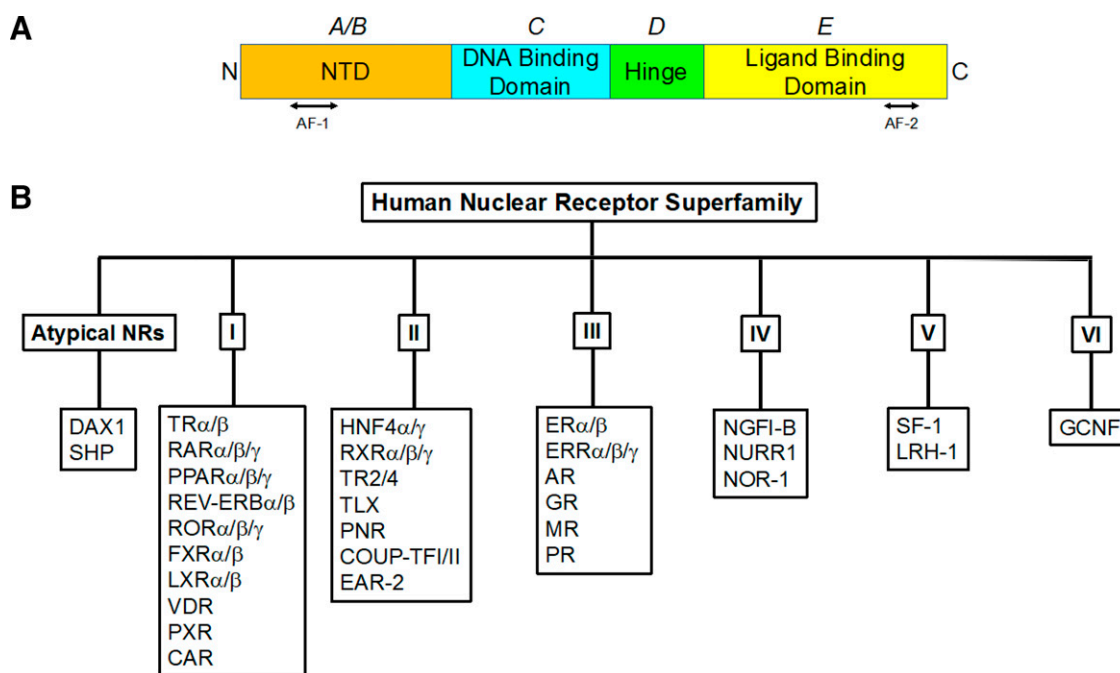 A
A/B
C
D
E
N
NTD
DNA Binding
Domain
Hinge
Ligand Binding
Domain
C
AF-1
AF-2
B
Human Nuclear Receptor Superfamily
Atypical NRs
I
II
III
IV
V
VI
DAX1
SHP
TRα/β
RARα/β/γ
PPARα/β/γ
REV-ERBα/β
RORα/β/γ
FXRα/β
LXRα/β
VDR
PXR
CAR
HNF4α/γ
RXRα/β/γ
TR2/4
TLX
PNR
COUP-TFI/II
EAR-2
ERα/β
ERRα/β/γ
AR
GR
MR
PR
NGFI-B
NURR1
NOR-1
SF-1
LRH-1
GCNF